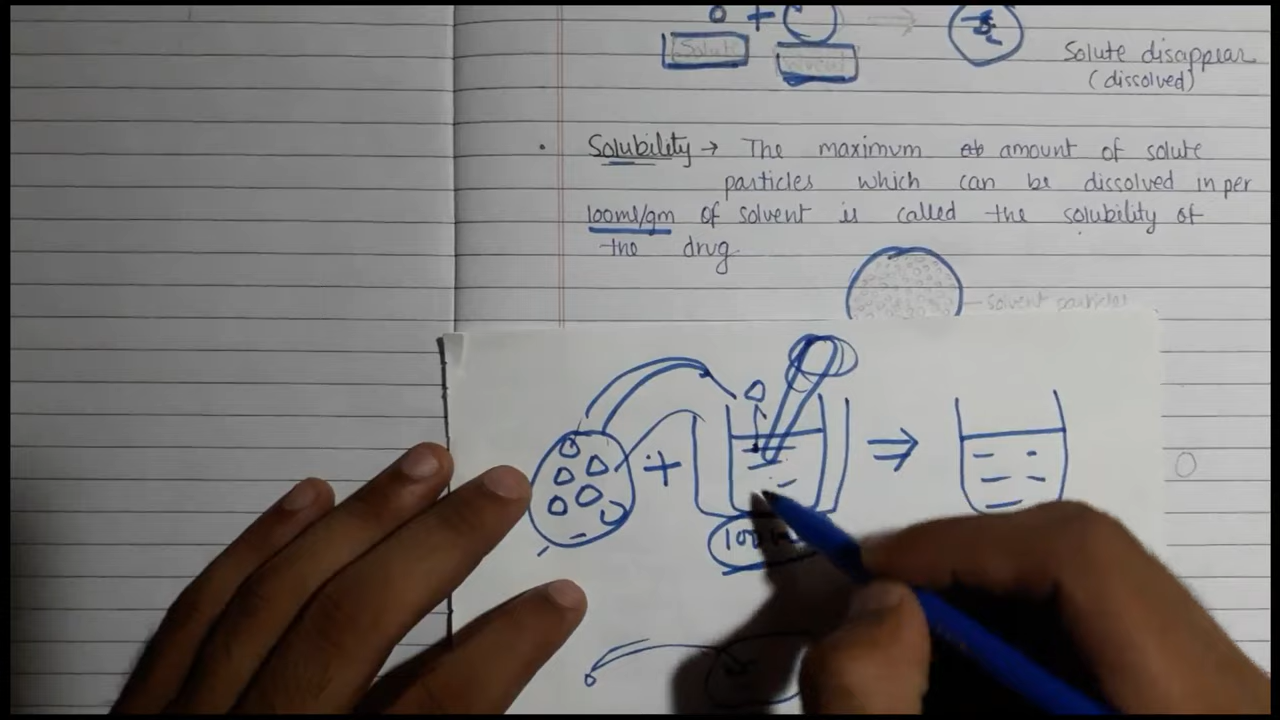 Solute
Solute disappear
(dissolved)
• Solubility → The maximum amount of solute
particles which can be dissolved in per
100ml/gm of solvent is called the solubility of
the drug
solvent particles
+ ⇒